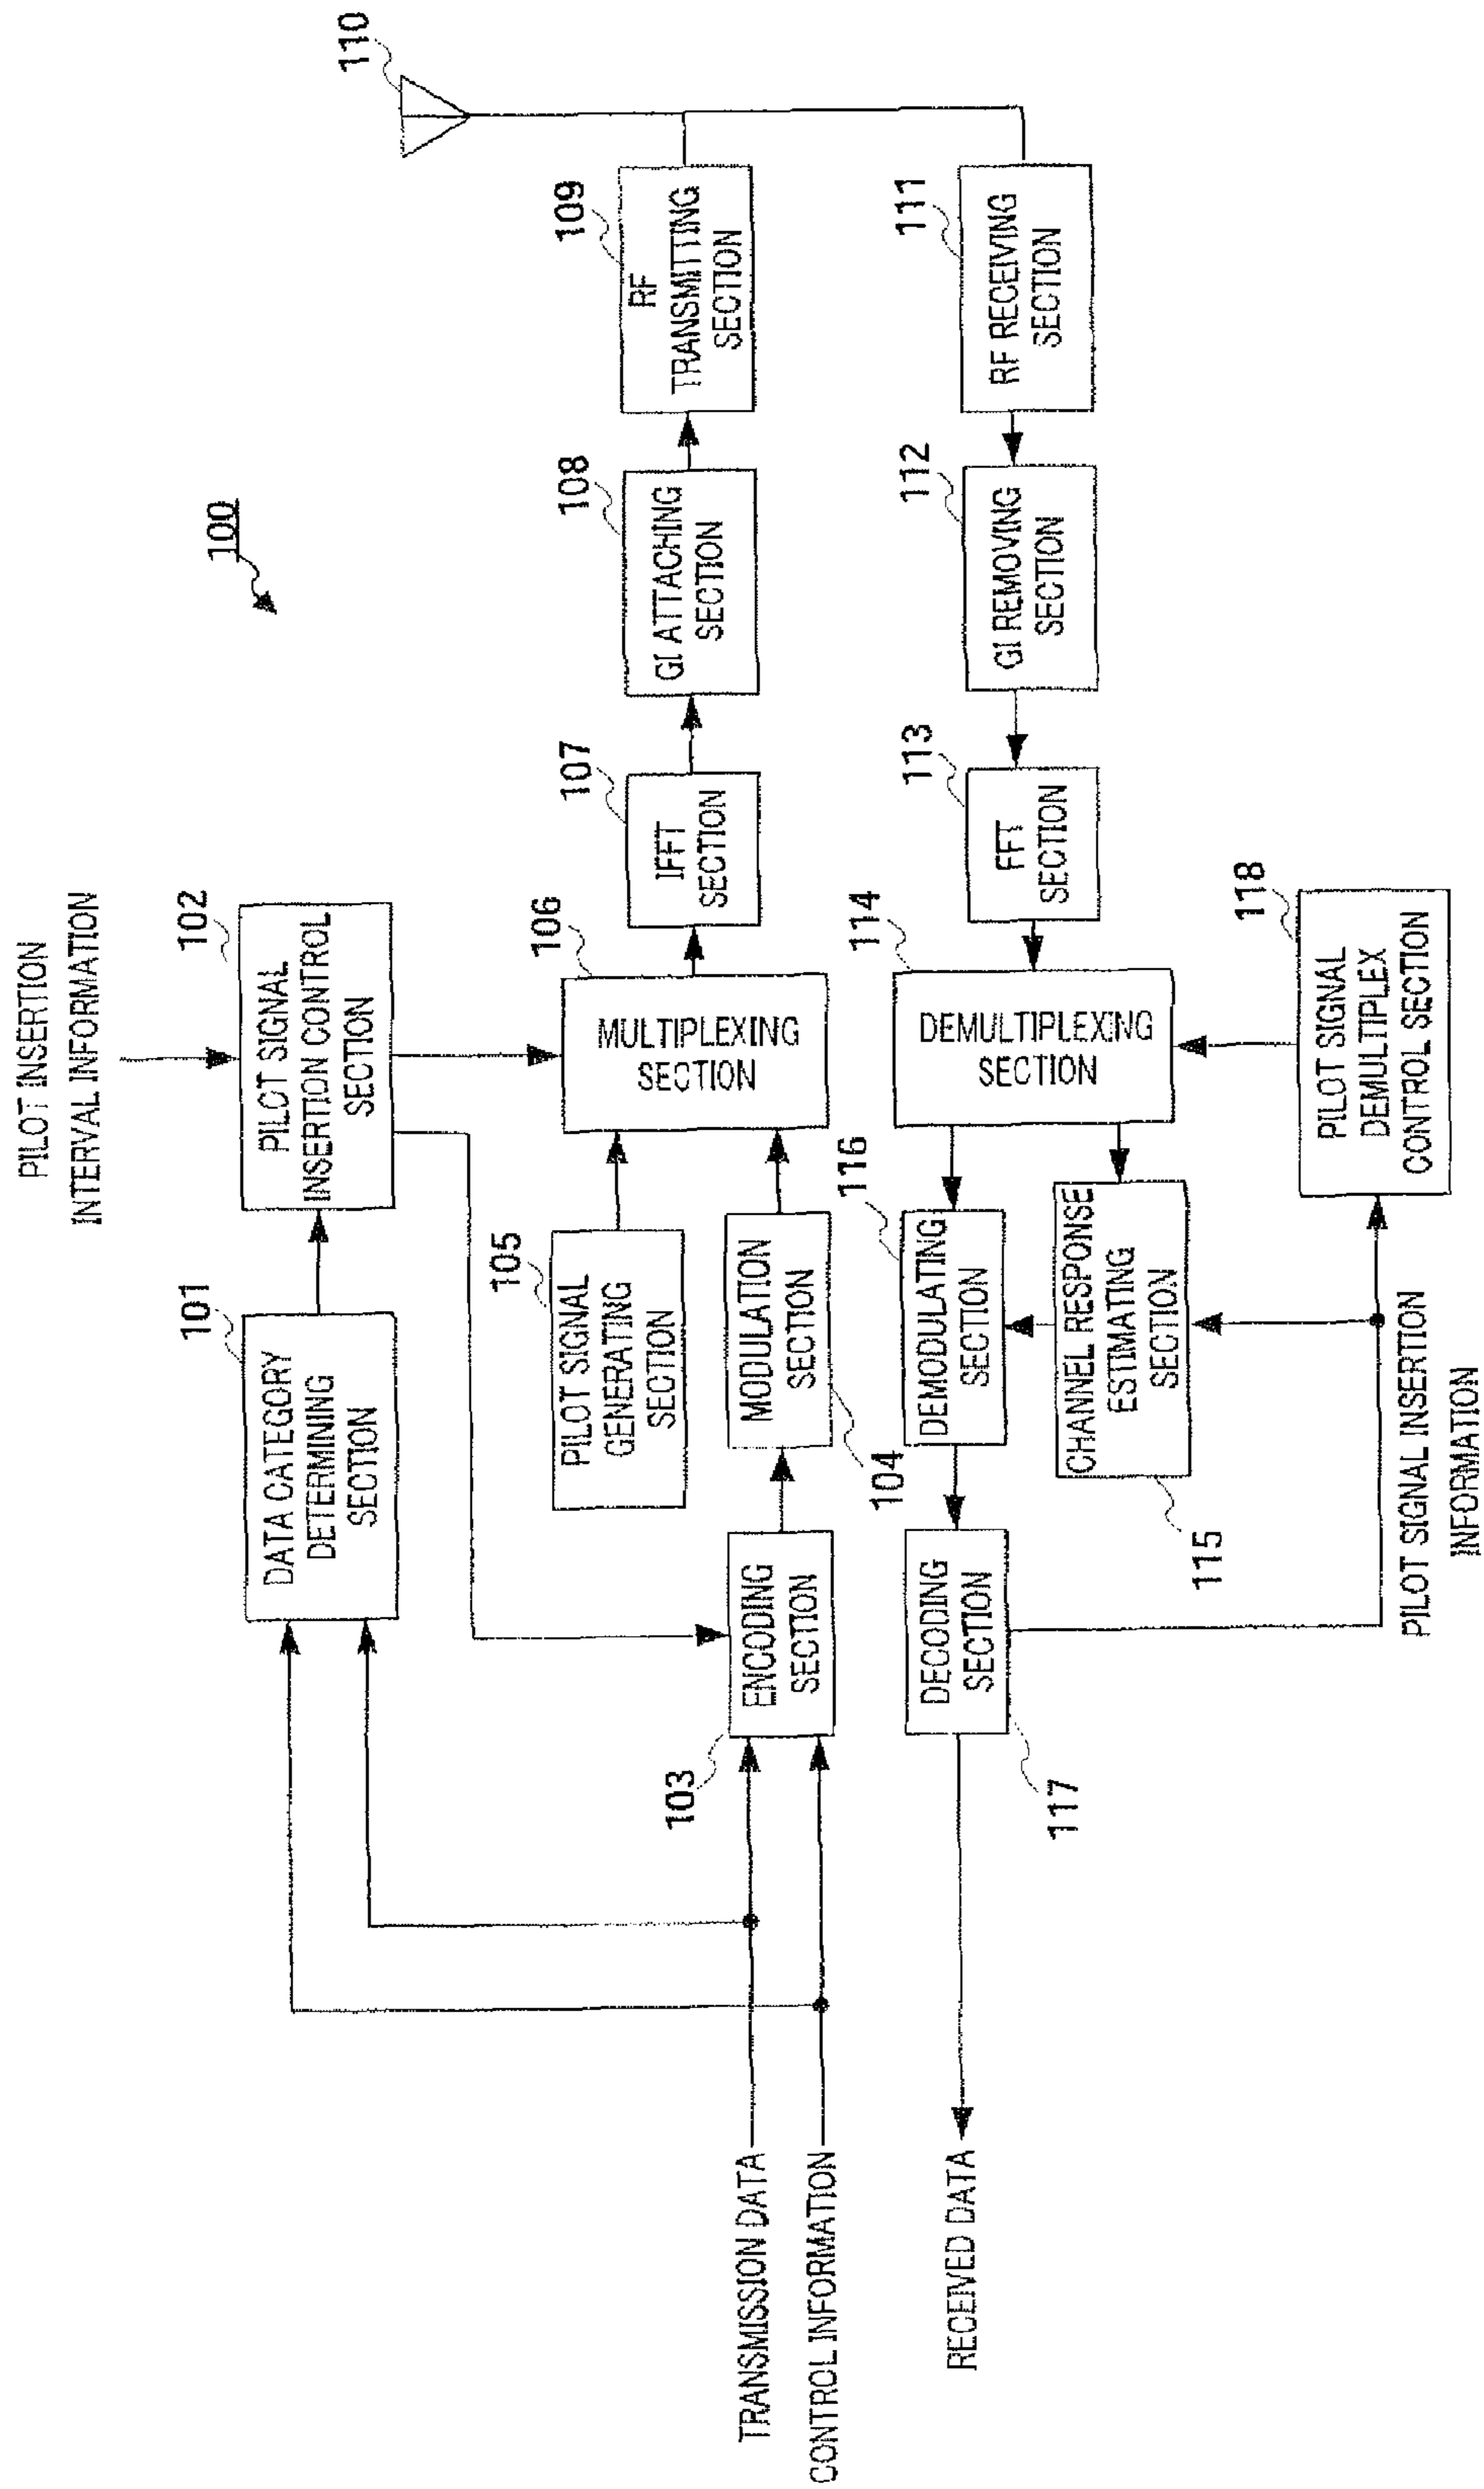 100
PILOT INSERTION
INTERVAL INFORMATION
101
DATA CATEGORY
DETERMINING
SECTION
102
PILOT SIGNAL
INSERTION CONTROL
SECTION
105
PILOT SIGNAL
GENERATING
SECTION
TRANSMISSION DATA
CONTROL INFORMATION
103
ENCODING
SECTION
104
MODULATION
SECTION
106
MULTIPLEXING
SECTION
107
IFFT
SECTION
108
GI ATTACHING
SECTION
109
RF
TRANSMITTING
SECTION
110
RECEIVED DATA
117
DECODING
SECTION
116
DEMODULATING
SECTION
114
DEMULTIPLEXING
SECTION
113
FFT
SECTION
112
GI REMOVING
SECTION
111
RF RECEIVING
SECTION
115
CHANNEL RESPONSE
ESTIMATING
SECTION
118
PILOT SIGNAL
DEMULTIPLEX
CONTROL SECTION
PILOT SIGNAL INSERTION
INFORMATION